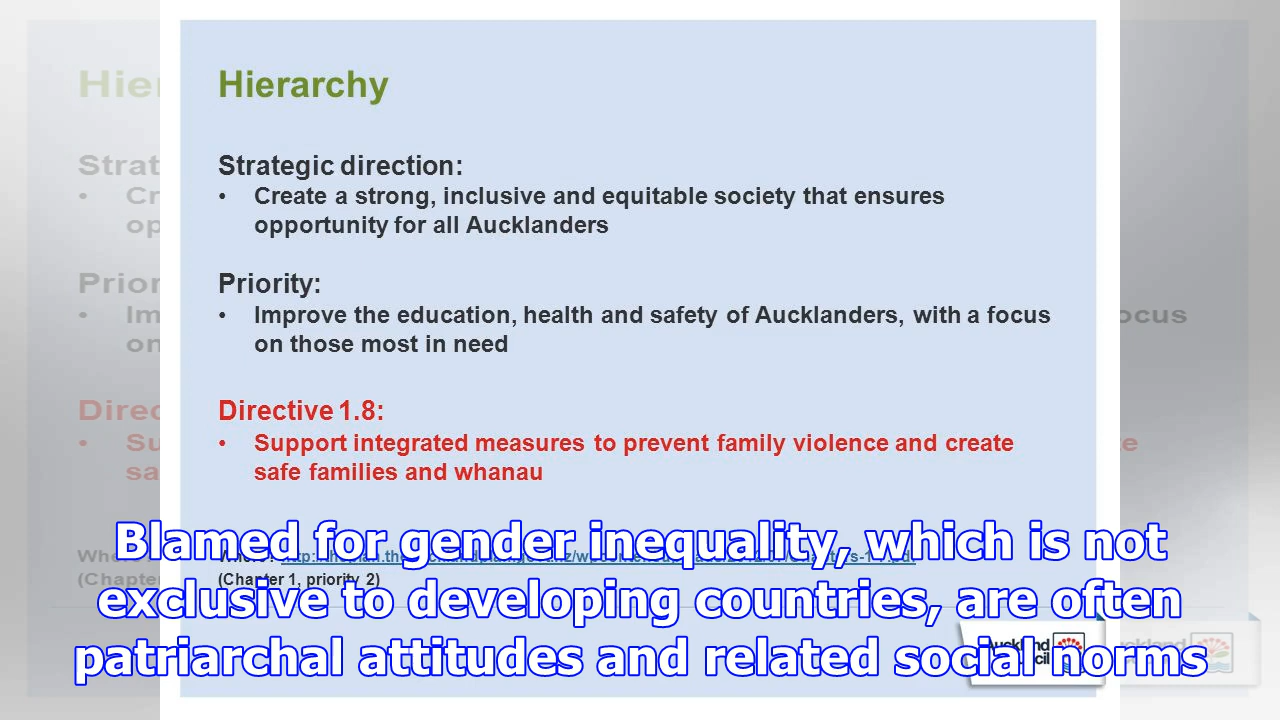 Hierarchy
Strategic direction:
• Create a strong, inclusive and equitable society that ensures
opportunity for all Aucklanders
Priority:
• Improve the education, health and safety of Aucklanders, with a focus
on those most in need
Directive 1.8:
• Support integrated measures to prevent family violence and create
safe families and whanau
(Chapter 1, priority 2)
Blamed for gender inequality, which is not
exclusive to developing countries, are often
patriarchal attitudes and related social norms